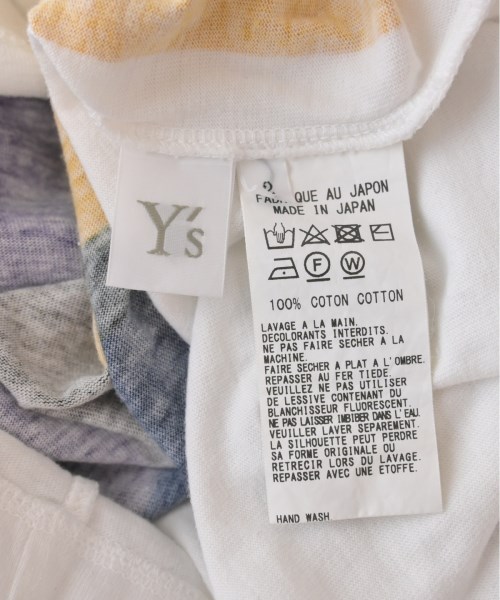 Y's
QUE AU JAPON
MADE IN JAPAN
F
W
100% COTON COTTON
LAVAGE A LA MAIN.
DECOLORANTS INTERDITS.
NE PAS FAIRE SECHER A LA
MACHINE.
FAIRE SECHER A PLAT A L'OMBRE.
REPASSER AU FER TIEDE.
VEUILLEZ NE PAS UTILISER
DE LESSIVE CONTENANT DU
BLANCHISSEUR FLUORESCENT.
NE PAS LAISSER IMBIBER DANS L'EAU.
VEUILLER LAVER SEPAREMENT.
LA SILHOUETTE PEUT PERDRE
SA FORME ORIGINALE OU
RETRECIR LORS DU LAVAGE.
REPASSER AVEC UNE ETOFFE.
HAND WASH